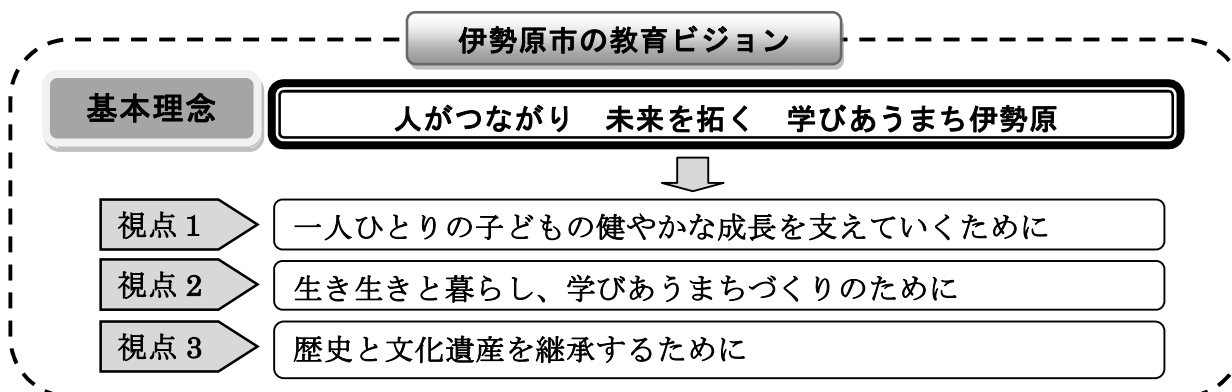 伊勢原市の教育ビジョン
基本理念
人がつながり 未来を拓く 学びあうまち伊勢原
視点1
一人ひとりの子どもの健やかな成長を支えていくために
視点2
生き生きと暮らし、学びあうまちづくりのために
視点3
歴史と文化遺産を継承するために